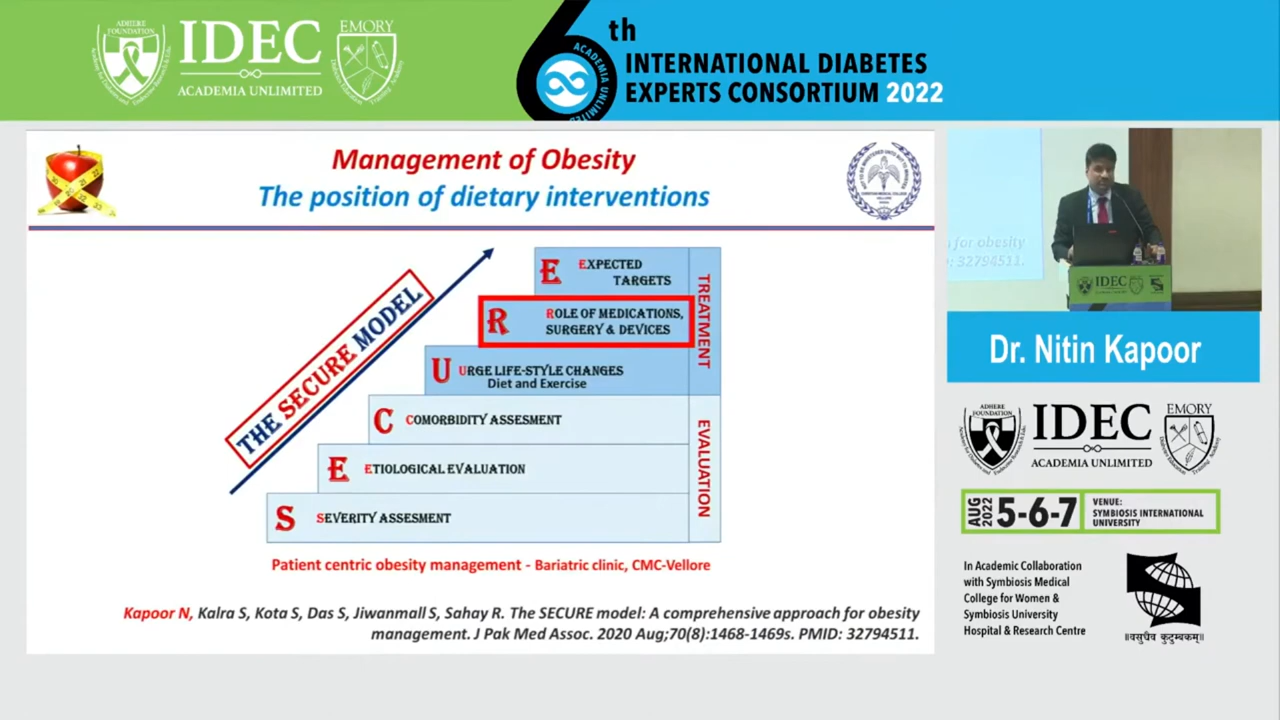 ADHERE
FOUNDATION
IDEC
ACADEMIA UNLIMITED
EMORY
6th
ACADEMIA UNLIMITED
INTERNATIONAL DIABETES
EXPERTS CONSORTIUM 2022
Management of Obesity
The position of dietary interventions
THE SECURE MODEL
E EXPECTED
TARGETS
R ROLE OF MEDICATIONS,
SURGERY & DEVICES
U URGE LIFE-STYLE CHANGES
Diet and Exercise
TREATMENT
C COMORBIDITY ASSESMENT
E ETIOLOGICAL EVALUATION
S SEVERITY ASSESMENT
EVALUATION
Patient centric obesity management - Bariatric clinic, CMC-Vellore
Kapoor N, Kalra S, Kota S, Das S, Jiwanmall S, Sahay R. The SECURE model: A comprehensive approach for obesity
management. J Pak Med Assoc. 2020 Aug;70(8):1468-1469s. PMID: 32794511.
for obesity
: 32794511.
IDEC
Dr. Nitin Kapoor
ADHERE
FOUNDATION
IDEC
ACADEMIA UNLIMITED
EMORY
AUG
2022
5-6-7
VENUE:
SYMBIOSIS INTERNATIONAL
UNIVERSITY
In Academic Collaboration
with Symbiosis Medical
College for Women &
Symbiosis University
Hospital & Research Centre
॥वसुधैव कुटुम्बकम्॥